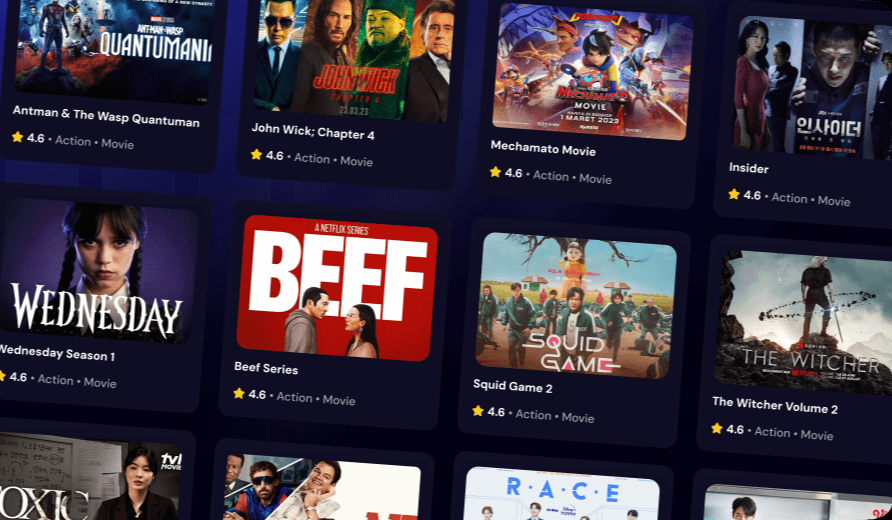 MARVEL STUDIOS
ANT-MAN AND THE WASP
QUANTUMANI
Antman & The Wasp Quantuman
4.6 • Action • Movie
JOHN WICK
CHAPTER 4
23.03.23
John Wick; Chapter 4
4.6 • Action • Movie
MECHAMATO
MOVIE
1 MARET 2023
Mechamato Movie
4.6 • Action • Movie
인사이더
Insider
4.6 • Action • Movie
WEDNESDAY
Wednesday Season 1
4.6 • Action • Movie
A NETFLIX SERIES
BEEF
Beef Series
4.6 • Action • Movie
SQUID
GAME
Squid Game 2
4.6 • Action • Movie
THE WITCHER
The Witcher Volume 2
4.6 • Action • Movie
tvN
MOVIE
OXIC
R·A·C·E